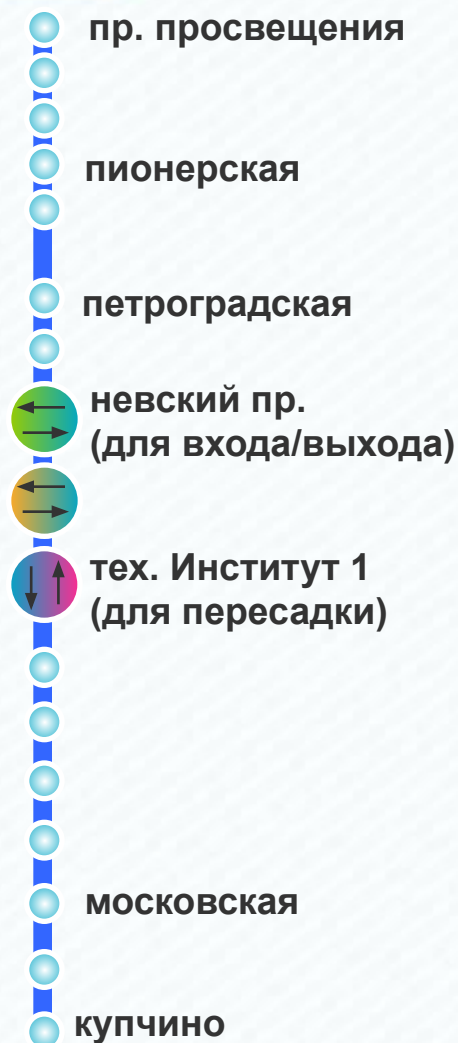 пр. просвещения
пионерская
петроградская
невский пр.
(для входа/выхода)
тех. Институт 1
(для пересадки)
московская
купчино